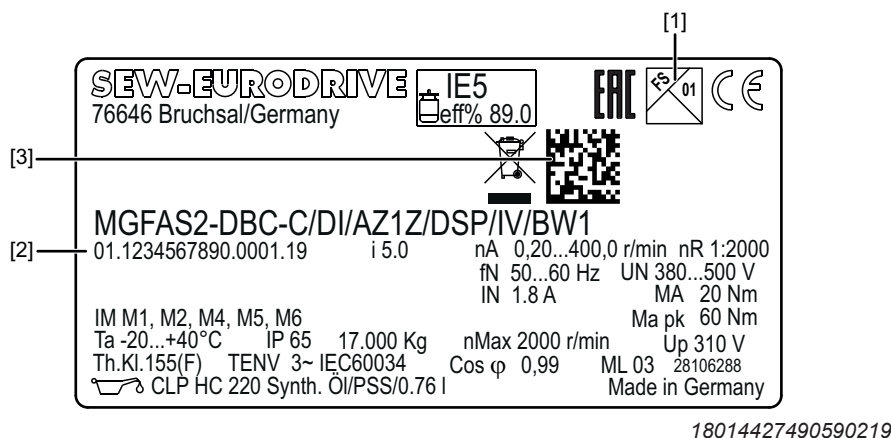 [1]
SEW-EURODRIVE IE5 EAC FS 01 CE
76646 Bruchsal/Germany eff% 89.0
[3]
MGFAS2-DBC-C/DI/AZ1Z/DSP/IV/BW1
[2] 01.1234567890.0001.19 i 5.0 nA 0,20...400,0 r/min nR 1:2000
fN 50...60 Hz UN 380...500 V
IN 1.8 A MA 20 Nm
IM M1, M2, M4, M5, M6 Ma pk 60 Nm
Ta -20...+40°C IP 65 17.000 Kg nMax 2000 r/min Up 310 V
Th.Kl.155(F) TENV 3~ IEC60034 Cos φ 0,99 ML 03 28106288
CLP HC 220 Synth. Öl/PSS/0.76 l Made in Germany
18014427490590219